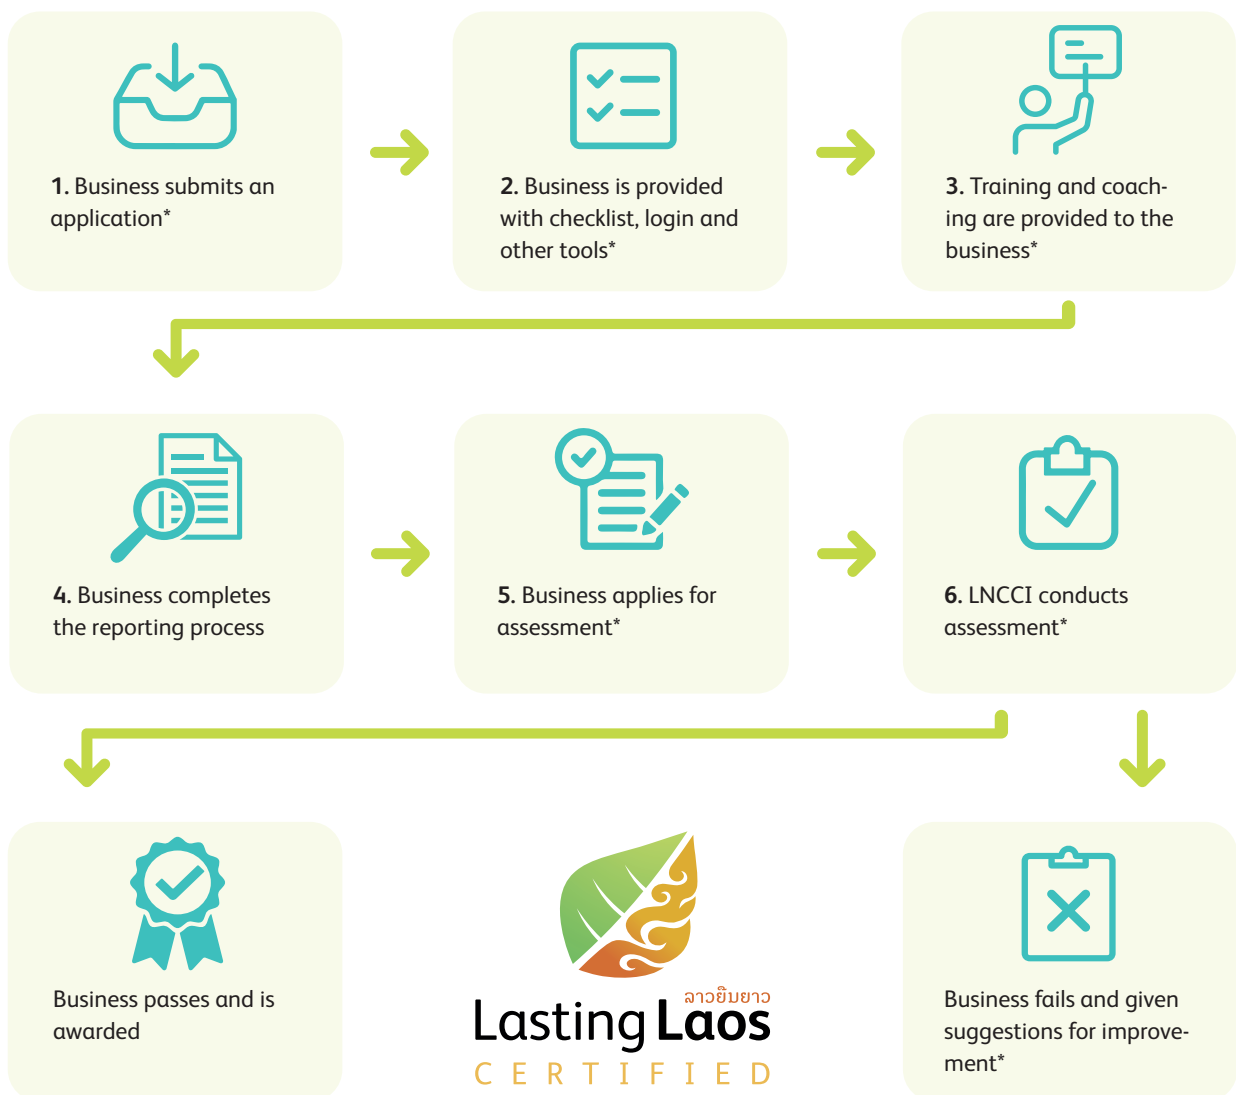 1. Business submits an
application*
2. Business is provided
with checklist, login and
other tools*
3. Training and coach-
ing are provided to the
business*
4. Business completes
the reporting process
5. Business applies for
assessment*
6. LNCCI conducts
assessment*
Business passes and is
awarded
ລາວຍືນຍາວ
Lasting Laos
CERTIFIED
Business fails and given
suggestions for improve-
ment*